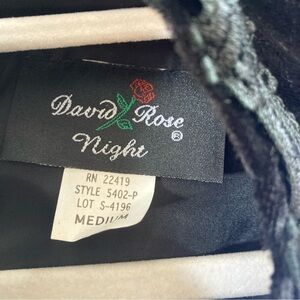 David Rose ®
Night
RN 22419
STYLE 5402-P
LOT S-4196
MEDIUM